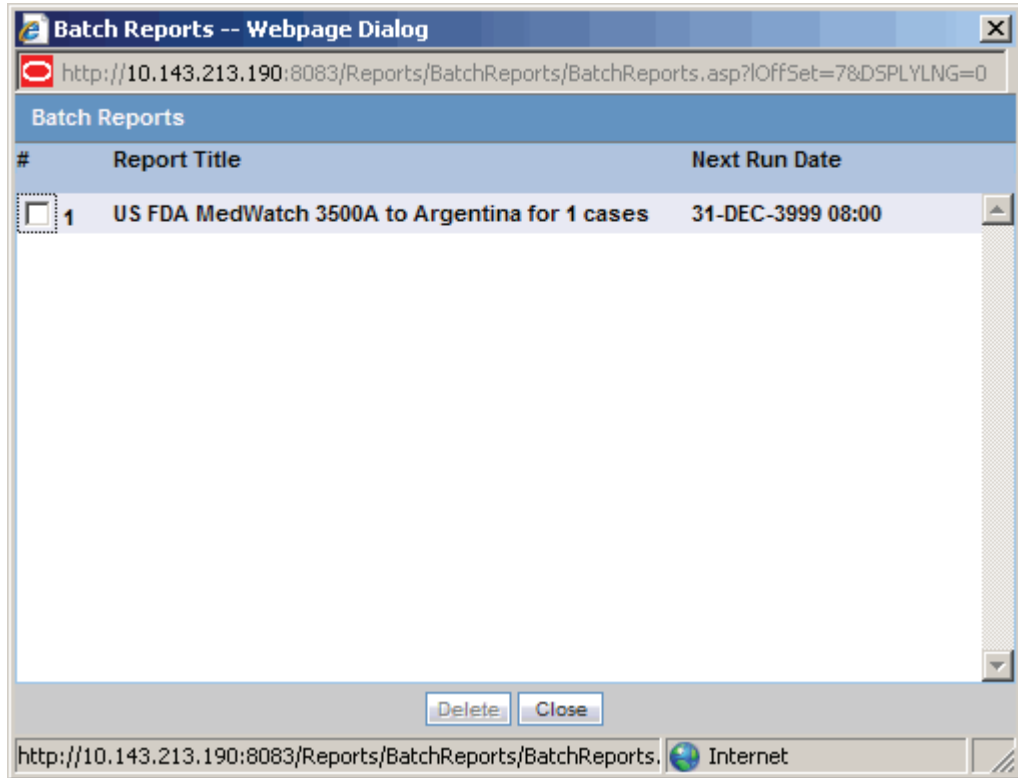 Batch Reports -- Webpage Dialog
http://10.143.213.190:8083/Reports/BatchReports/BatchReports.asp?lOffSet=7&DSPLYLNG=0
Batch Reports
# Report Title Next Run Date
1 US FDA MedWatch 3500A to Argentina for 1 cases 31-DEC-3999 08:00
Delete Close
http://10.143.213.190:8083/Reports/BatchReports/BatchReports. Internet